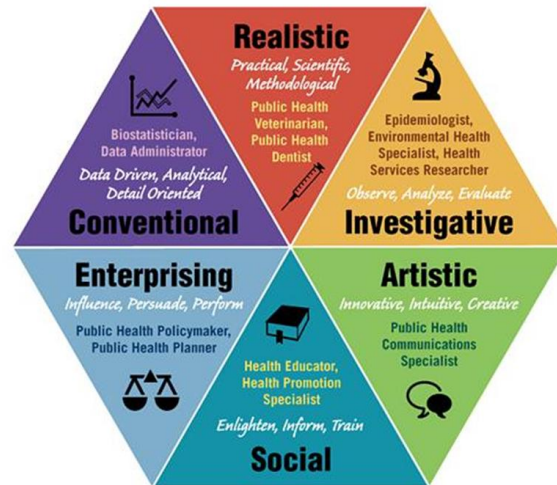 Realistic
Practical, Scientific,
Methodological
Public Health
Veterinarian,
Public Health
Dentist
Epidemiologist,
Environmental Health
Specialist, Health
Services Researcher
Observe, Analyze, Evaluate
Investigative
Artistic
Innovative, Intuitive, Creative
Public Health
Communications
Specialist
Health Educator,
Health Promotion
Specialist
Enlighten, Inform, Train
Social
Enterprising
Influence, Persuade, Perform
Public Health Policymaker,
Public Health Planner
Biostatistician,
Data Administrator
Data Driven, Analytical,
Detail Oriented
Conventional